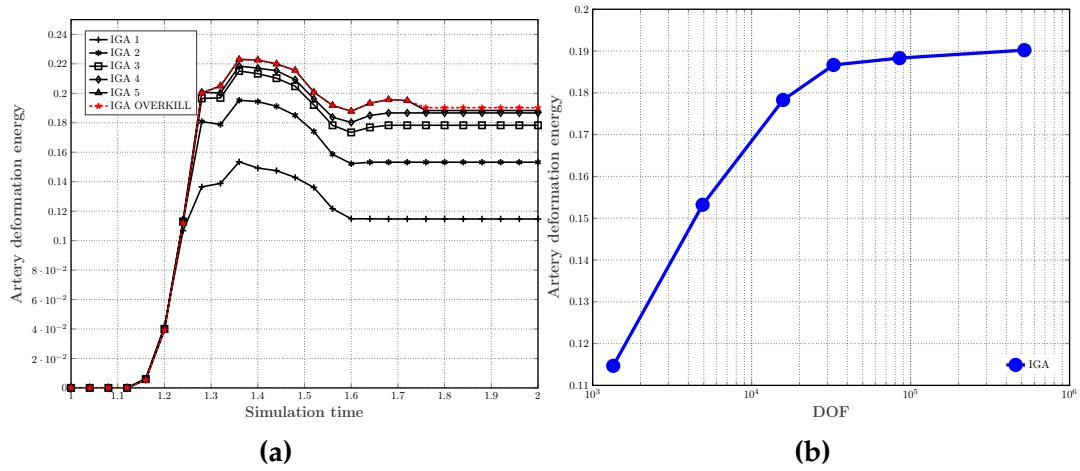 0.24
0.22
0.2
0.18
0.16
0.14
0.12
0.1
8 · 10⁻²
6 · 10⁻²
4 · 10⁻²
2 · 10⁻²
0
Artery deformation energy
IGA 1
IGA 2
IGA 3
IGA 4
IGA 5
IGA OVERKILL
1 1.1 1.2 1.3 1.4 1.5 1.6 1.7 1.8 1.9 2
Simulation time
(a)
0.2
0.19
0.18
0.17
0.16
0.15
0.14
0.13
0.12
0.11
Artery deformation energy
IGA
10³ 10⁴ 10⁵ 10⁶
DOF
(b)